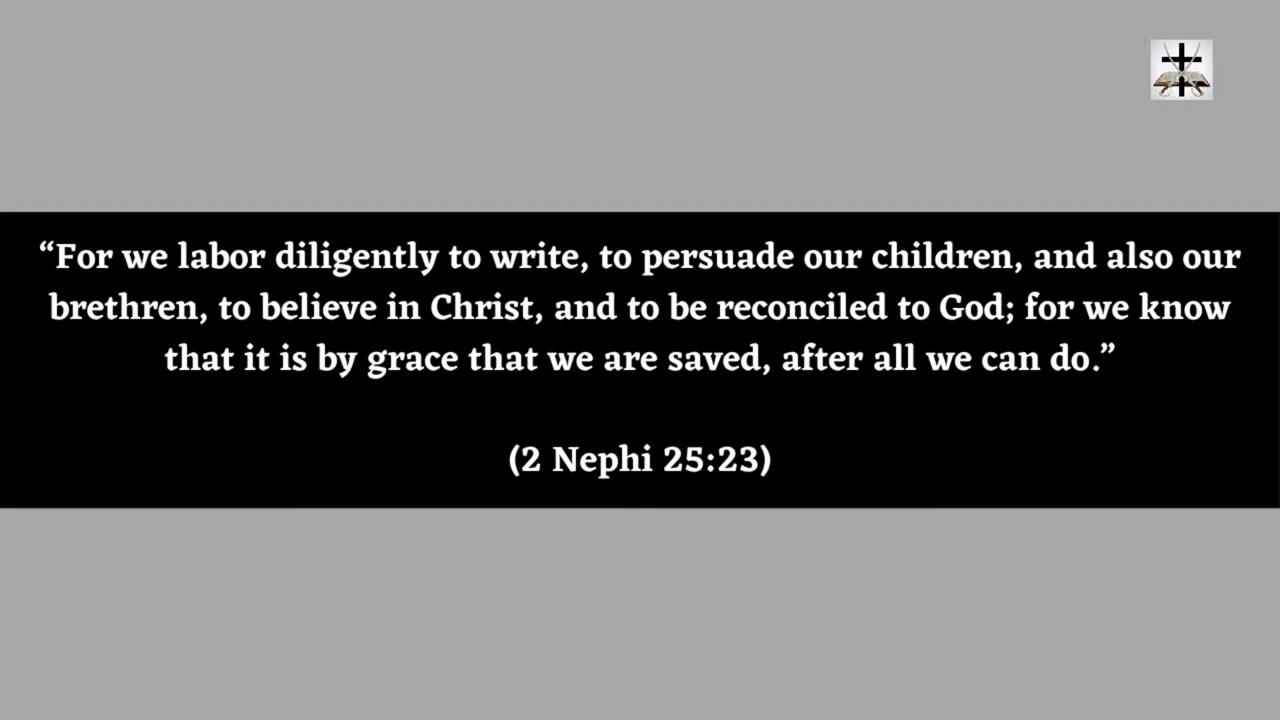 “For we labor diligently to write, to persuade our children, and also our
brethren, to believe in Christ, and to be reconciled to God; for we know
that it is by grace that we are saved, after all we can do.”
(2 Nephi 25:23)